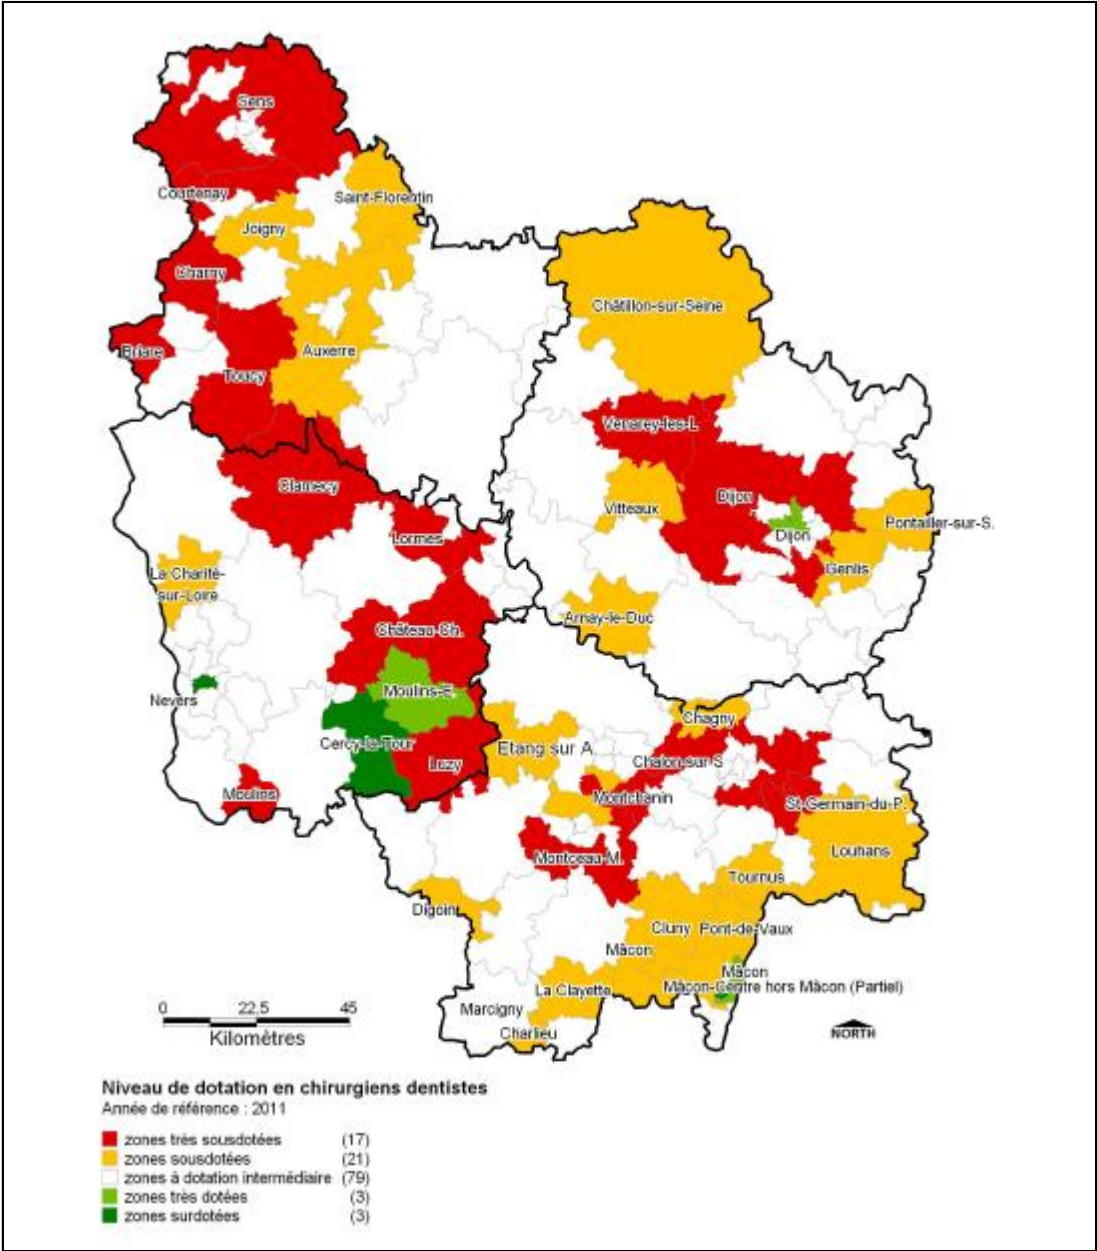 Sens
Courtenay
Saint-Florentin
Joigny
Charny
Châtillon-sur-Seine
Briare
Auxerre
Toucy
Venarey-les-L
Clamecy
Dijon
Vitteaux
Pontailler-sur-S.
Dijon
Lormes
Genlis
La Charité-
sur-Loire
Arnay-le-Duc
Château-Ch.
Moulins-E.
Nevers
Chagny
Cercy-la-Tour
Etang sur A.
Luzy
Chalon-sur S
Moulins
Montchanin
St-Germain-du-P.
Louhans
Montceau-M.
Tournus
Digoin
Cluny
Pont-de-Vaux
Mâcon
Mâcon
Mâcon-Centre hors Mâcon (Partiel)
La Clayette
Marcigny
Charlieu
0 22,5 45
Kilomètres
NORTH
Niveau de dotation en chirurgiens dentistes
Année de référence : 2011
zones très sousdotées (17)
zones sousdotées (21)
zones à dotation intermédiaire (79)
zones très dotées (3)
zones surdotées (3)